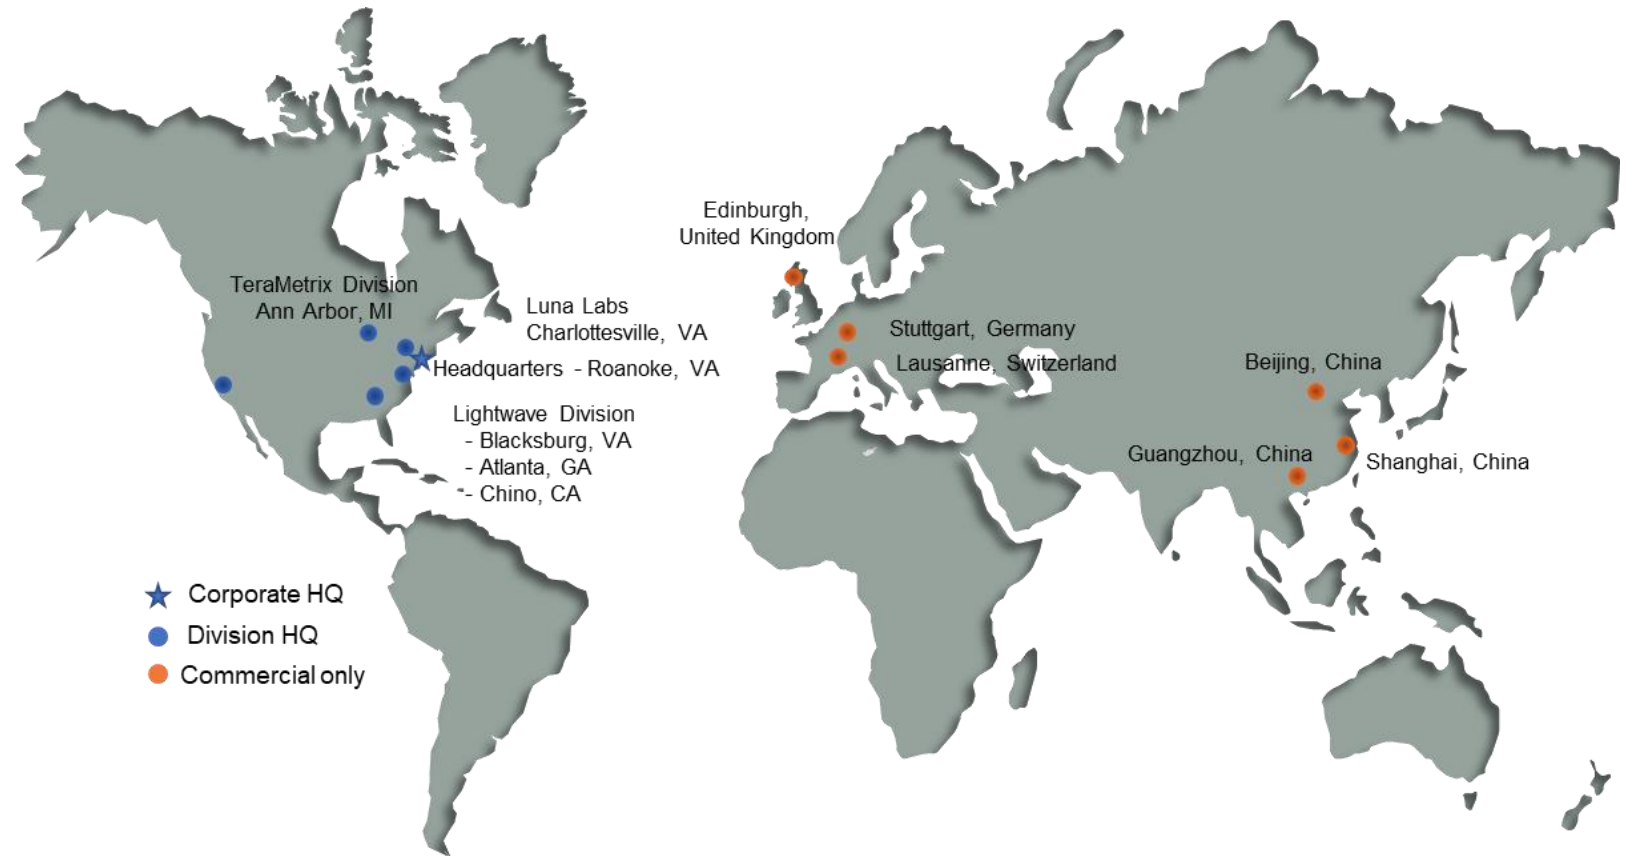 Edinburgh,
United Kingdom
TeraMetrix Division
Ann Arbor, MI
Luna Labs
Charlottesville, VA
Headquarters - Roanoke, VA
Lightwave Division
- Blacksburg, VA
- Atlanta, GA
- Chino, CA
Stuttgart, Germany
Lausanne, Switzerland
Beijing, China
Guangzhou, China
Shanghai, China
Corporate HQ
Division HQ
Commercial only